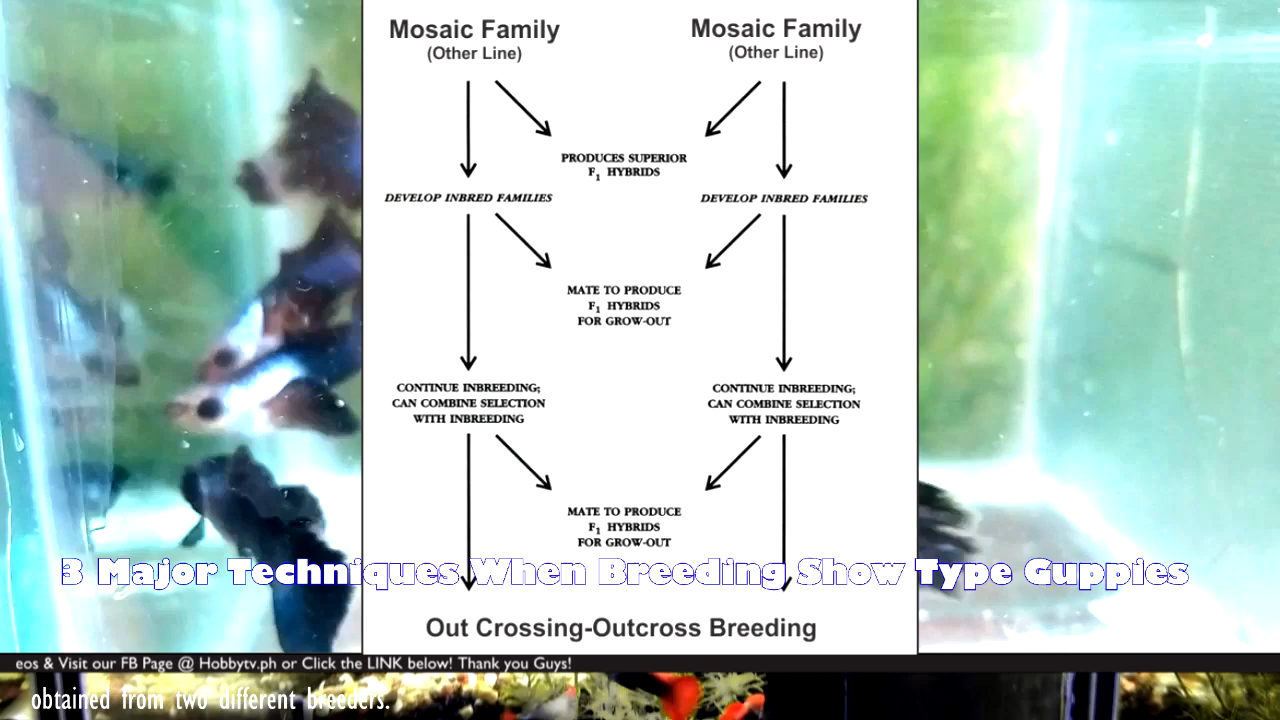 Mosaic Family
(Other Line)
Mosaic Family
(Other Line)
PRODUCES SUPERIOR
F1 HYBRIDS
DEVELOP INBRED FAMILIES
DEVELOP INBRED FAMILIES
MATE TO PRODUCE
F1 HYBRIDS
FOR GROW-OUT
CONTINUE INBREEDING;
CAN COMBINE SELECTION
WITH INBREEDING
CONTINUE INBREEDING;
CAN COMBINE SELECTION
WITH INBREEDING
MATE TO PRODUCE
F1 HYBRIDS
FOR GROW-OUT
3 Major Techniques When Breeding Show Type Guppies
Out Crossing-Outcross Breeding
eos & Visit our FB Page @ Hobbytv.ph or Click the LINK below! Thank you Guys!
obtained from two different breeders.